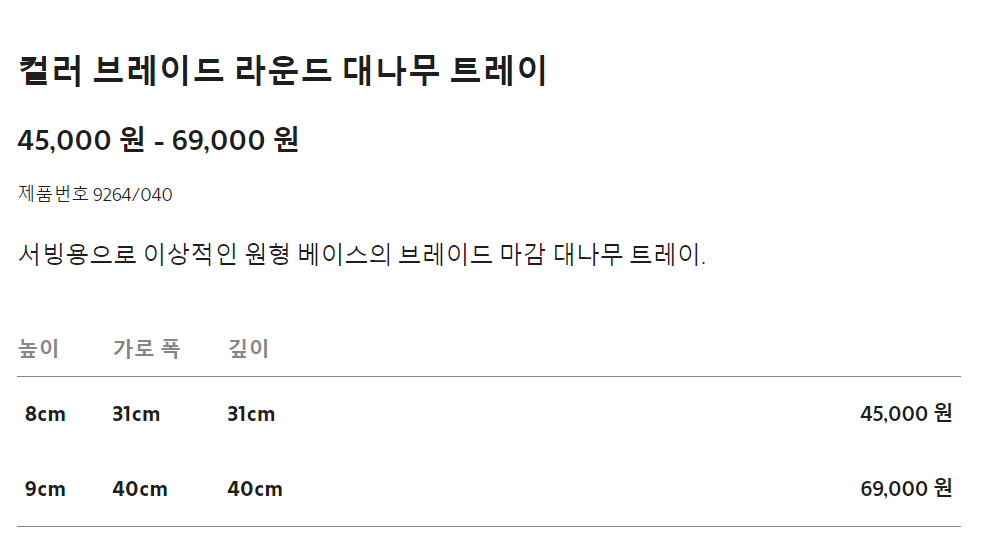 컬러 브레이드 라운드 대나무 트레이
45,000 원 - 69,000 원
제품번호 9264/040
서빙용으로 이상적인 원형 베이스의 브레이드 마감 대나무 트레이.
높이 가로 폭 깊이
8cm 31cm 31cm 45,000 원
9cm 40cm 40cm 69,000 원